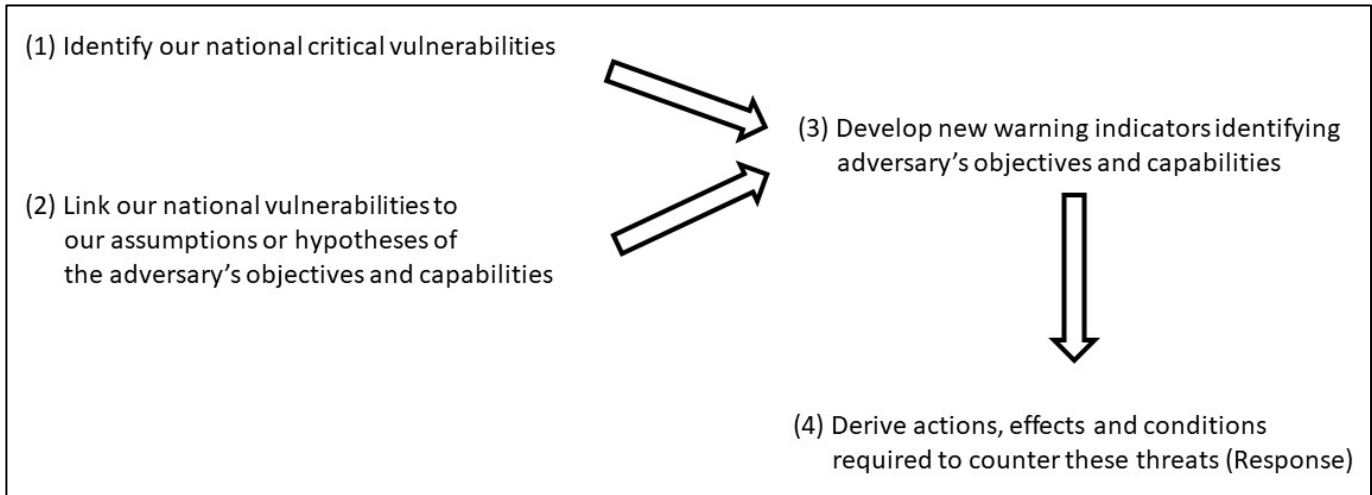 (1) Identify our national critical vulnerabilities
(2) Link our national vulnerabilities to
our assumptions or hypotheses of
the adversary’s objectives and capabilities
(3) Develop new warning indicators identifying
adversary’s objectives and capabilities
(4) Derive actions, effects and conditions
required to counter these threats (Response)